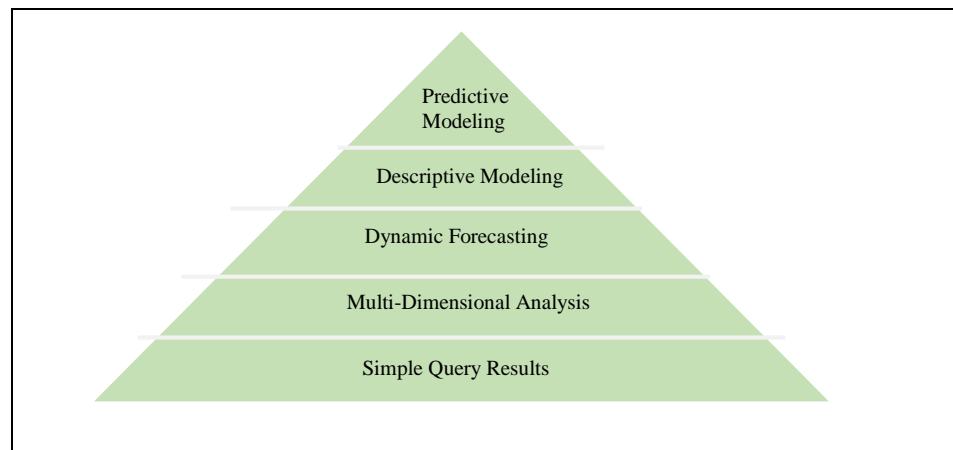 Predictive
Modeling
Descriptive Modeling
Dynamic Forecasting
Multi-Dimensional Analysis
Simple Query Results